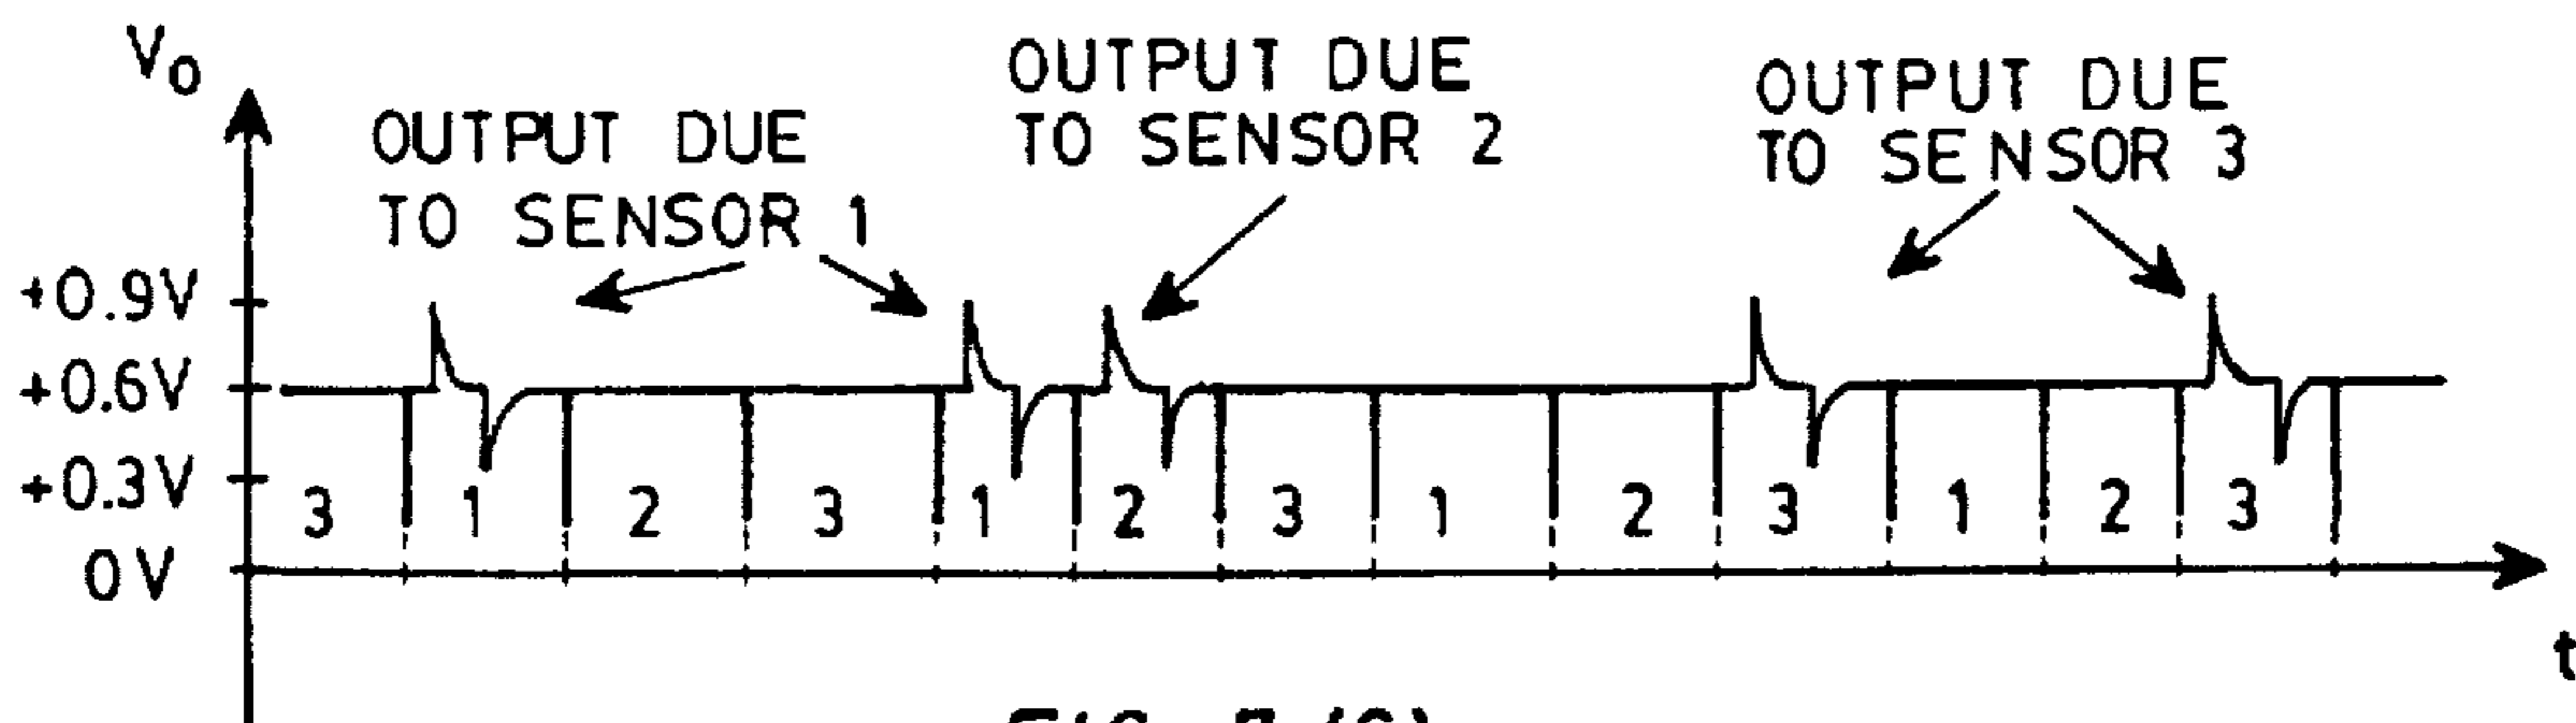 Vo
OUTPUT DUE
TO SENSOR 1
OUTPUT DUE
TO SENSOR 2
OUTPUT DUE
TO SENSOR 3
+0.9V
+0.6V
+0.3V
0V
3 1 2 3 1 2 3 1 2 3 1 2 3
t